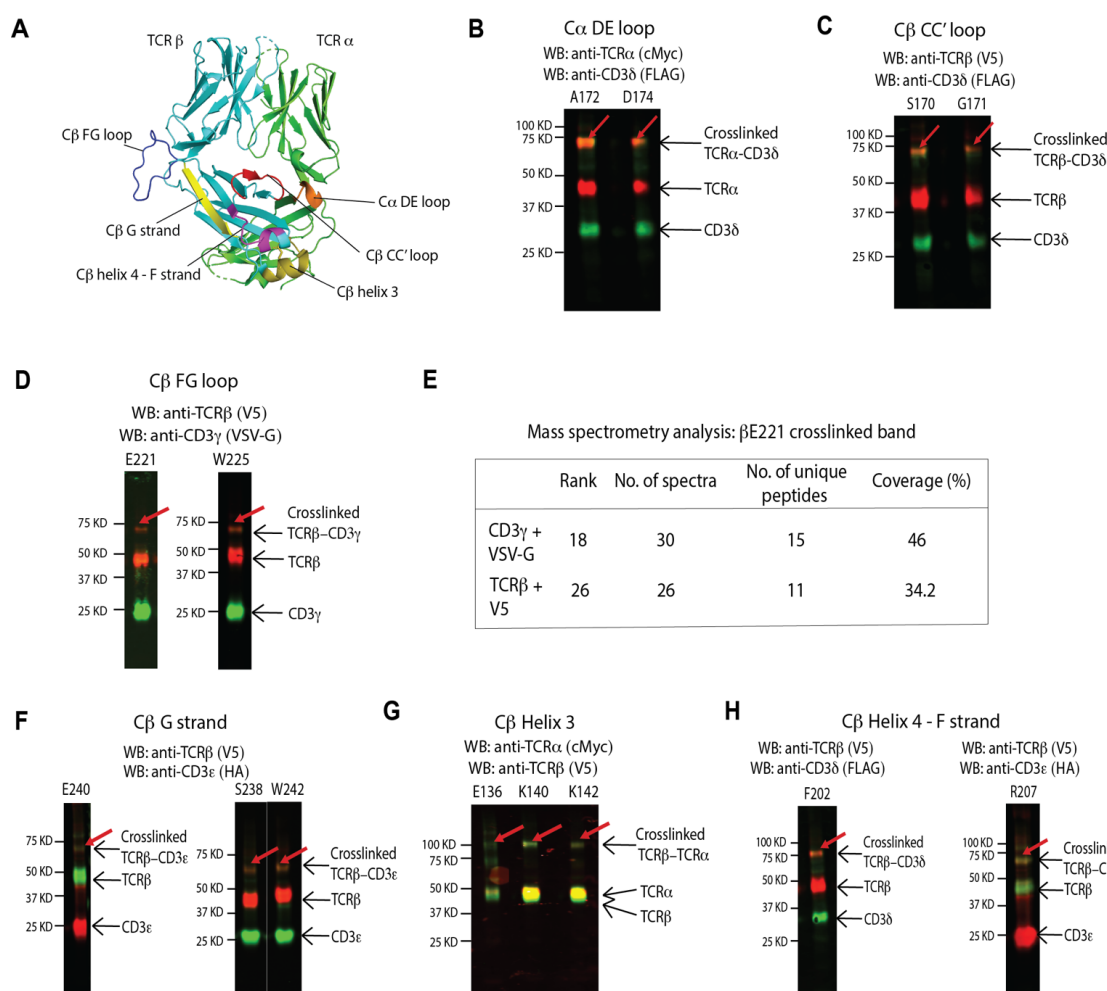 A
TCR β
TCR α
Cβ FG loop
Cα DE loop
Cβ G strand
Cβ CC' loop
Cβ helix 4 - F strand
Cβ helix 3
B
Cα DE loop
WB: anti-TCRα (cMyc)
WB: anti-CD3δ (FLAG)
A172 D174
100 KD
75 KD
50 KD
37 KD
25 KD
Crosslinked
TCRα-CD3δ
TCRα
CD3δ
C
Cβ CC' loop
WB: anti-TCRβ (V5)
WB: anti-CD3δ (FLAG)
S170 G171
100 KD
75 KD
50 KD
37 KD
25 KD
Crosslinked
TCRβ-CD3δ
TCRβ
CD3δ
D
Cβ FG loop
WB: anti-TCRβ (V5)
WB: anti-CD3γ (VSV-G)
E221 W225
75 KD
50 KD
37 KD
25 KD
75 KD
50 KD
37 KD
25 KD
Crosslinked
TCRβ–CD3γ
TCRβ
CD3γ
E
Mass spectrometry analysis: βE221 crosslinked band
Rank No. of spectra No. of unique peptides Coverage (%)
CD3γ + VSV-G 18 30 15 46
TCRβ + V5 26 26 11 34.2
F
Cβ G strand
WB: anti-TCRβ (V5)
WB: anti-CD3ε (HA)
E240
75 KD
50 KD
37 KD
25 KD
Crosslinked
TCRβ–CD3ε
TCRβ
CD3ε
S238 W242
75 KD
50 KD
37 KD
25 KD
Crosslinked
TCRβ–CD3ε
TCRβ
CD3ε
G
Cβ Helix 3
WB: anti-TCRα (cMyc)
WB: anti-TCRβ (V5)
E136 K140 K142
100 KD
75 KD
50 KD
37 KD
25 KD
Crosslinked
TCRβ–TCRα
TCRα
TCRβ
H
Cβ Helix 4 - F strand
WB: anti-TCRβ (V5)
WB: anti-CD3δ (FLAG)
F202
100 KD
75 KD
50 KD
37 KD
25 KD
Crosslinked
TCRβ–CD3δ
TCRβ
CD3δ
WB: anti-TCRβ (V5)
WB: anti-CD3ε (HA)
R207
100 KD
75 KD
50 KD
37 KD
25 KD
Crosslin
TCRβ–C
TCRβ
CD3ε